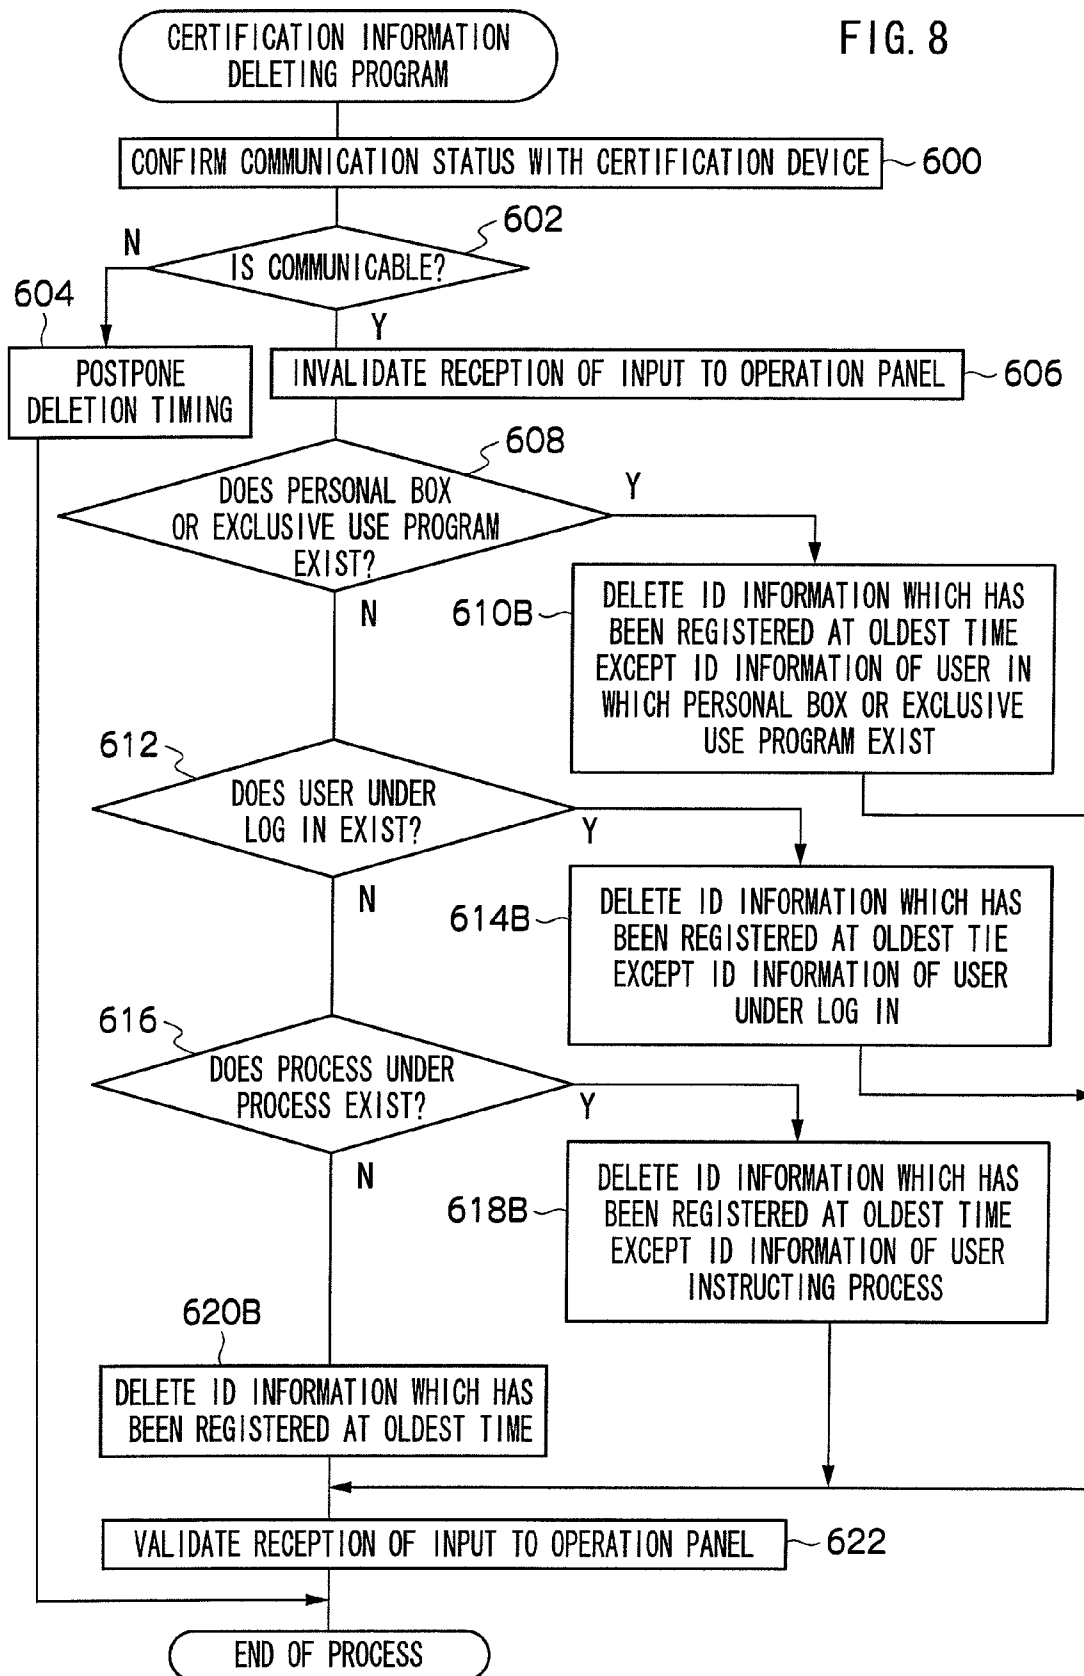 FIG. 8
CERTIFICATION INFORMATION
DELETING PROGRAM
CONFIRM COMMUNICATION STATUS WITH CERTIFICATION DEVICE
600
602
N
IS COMMUNICABLE?
604
Y
POSTPONE
DELETION TIMING
INVALIDATE RECEPTION OF INPUT TO OPERATION PANEL
606
608
DOES PERSONAL BOX
OR EXCLUSIVE USE PROGRAM
EXIST?
Y
N
610B
DELETE ID INFORMATION WHICH HAS
BEEN REGISTERED AT OLDEST TIME
EXCEPT ID INFORMATION OF USER IN
WHICH PERSONAL BOX OR EXCLUSIVE
USE PROGRAM EXIST
612
DOES USER UNDER
LOG IN EXIST?
Y
N
614B
DELETE ID INFORMATION WHICH HAS
BEEN REGISTERED AT OLDEST TIE
EXCEPT ID INFORMATION OF USER
UNDER LOG IN
616
DOES PROCESS UNDER
PROCESS EXIST?
Y
N
618B
DELETE ID INFORMATION WHICH HAS
BEEN REGISTERED AT OLDEST TIME
EXCEPT ID INFORMATION OF USER
INSTRUCTING PROCESS
620B
DELETE ID INFORMATION WHICH HAS
BEEN REGISTERED AT OLDEST TIME
VALIDATE RECEPTION OF INPUT TO OPERATION PANEL
622
END OF PROCESS